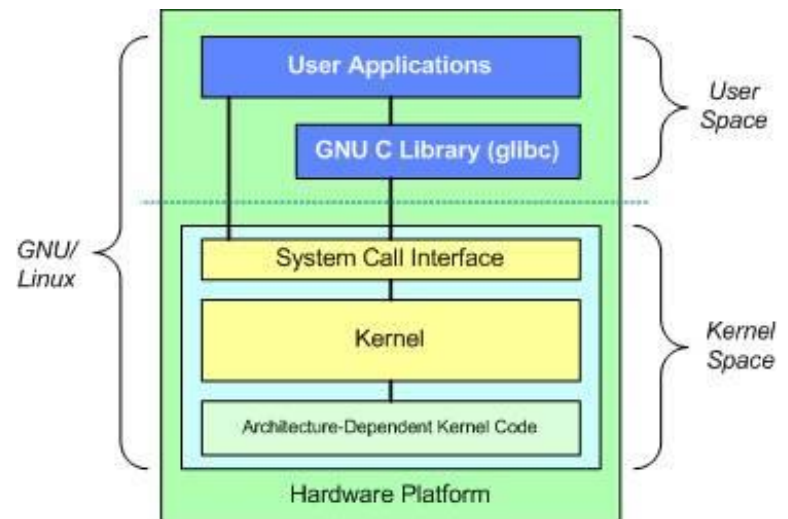 User Applications
GNU C Library (glibc)
User
Space
GNU/
Linux
System Call Interface
Kernel
Kernel
Space
Architecture-Dependent Kernel Code
Hardware Platform